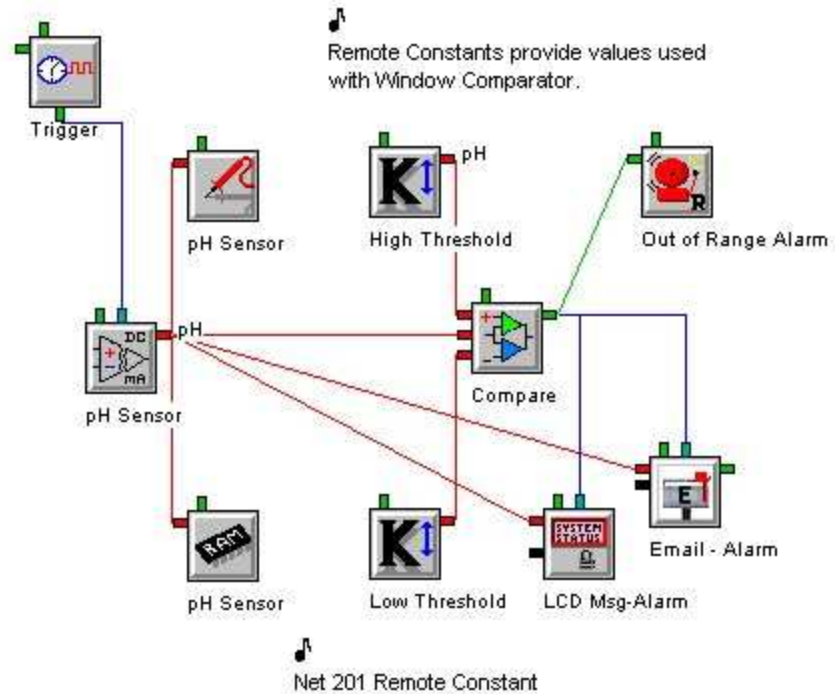 Remote Constants provide values used
with Window Comparator.
Trigger
pH Sensor
K
pH
High Threshold
R
Out of Range Alarm
DC
mA
pH
pH Sensor
+
−
Compare
RAM
pH Sensor
K
Low Threshold
SYSTEM
STATUS
LCD Msg-Alarm
E
Email - Alarm
Net 201 Remote Constant